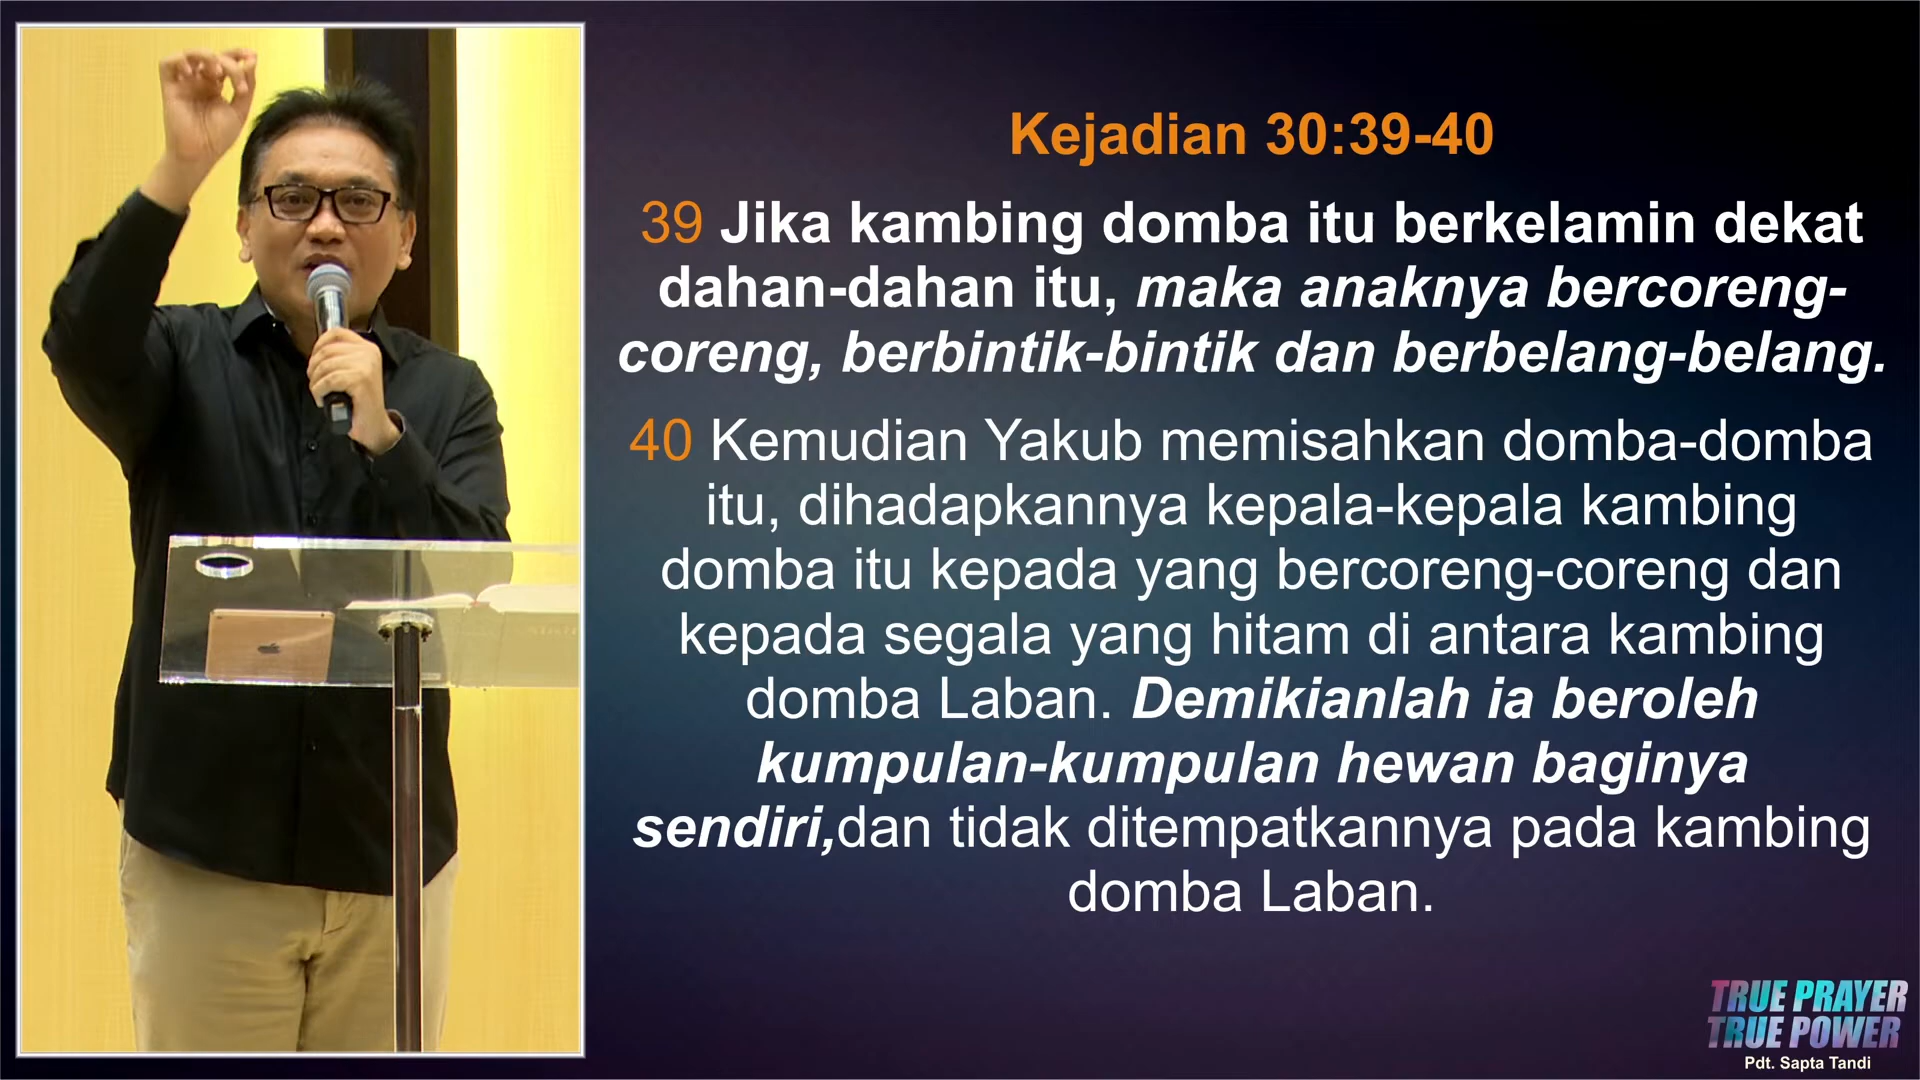 Kejadian 30:39-40
39 Jika kambing domba itu berkelamin dekat
dahan-dahan itu, maka anaknya bercoreng-
coreng, berbintik-bintik dan berbelang-belang.
40 Kemudian Yakub memisahkan domba-domba
itu, dihadapkannya kepala-kepala kambing
domba itu kepada yang bercoreng-coreng dan
kepada segala yang hitam di antara kambing
domba Laban. Demikianlah ia beroleh
kumpulan-kumpulan hewan baginya
sendiri,dan tidak ditempatkannya pada kambing
domba Laban.
TRUE PRAYER
TRUE POWER
Pdt. Sapta Tandi